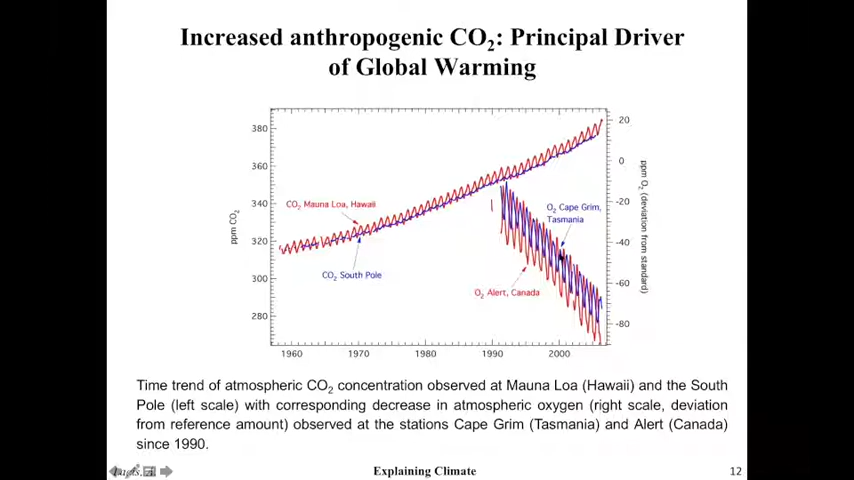 Increased anthropogenic CO₂: Principal Driver
of Global Warming
380
360
340
320
300
280
ppm CO₂
20
0
-20
-40
-60
-80
ppm O₂ (deviation from standard)
CO₂ Mauna Loa, Hawaii
CO₂ South Pole
O₂ Cape Grim,
Tasmania
O₂ Alert, Canada
1960
1970
1980
1990
2000
Time trend of atmospheric CO₂ concentration observed at Mauna Loa (Hawaii) and the South
Pole (left scale) with corresponding decrease in atmospheric oxygen (right scale, deviation
from reference amount) observed at the stations Cape Grim (Tasmania) and Alert (Canada)
since 1990.
Explaining Climate
12